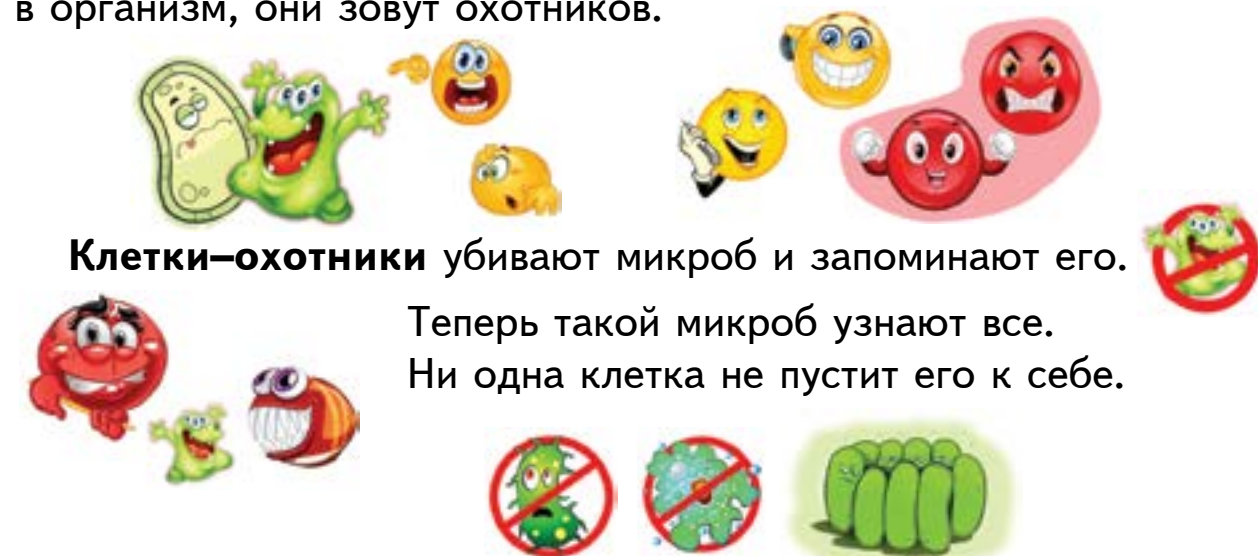 в организм, они зовут охотников.
Клетки–охотники убивают микроб и запоминают его.
Теперь такой микроб узнают все.
Ни одна клетка не пустит его к себе.